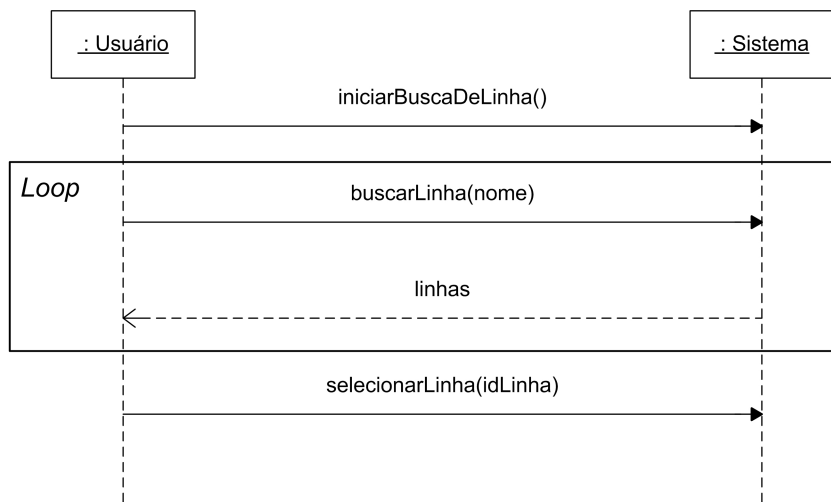 : Usuário
: Sistema
iniciarBuscaDeLinha()
Loop
buscarLinha(nome)
linhas
selecionarLinha(idLinha)